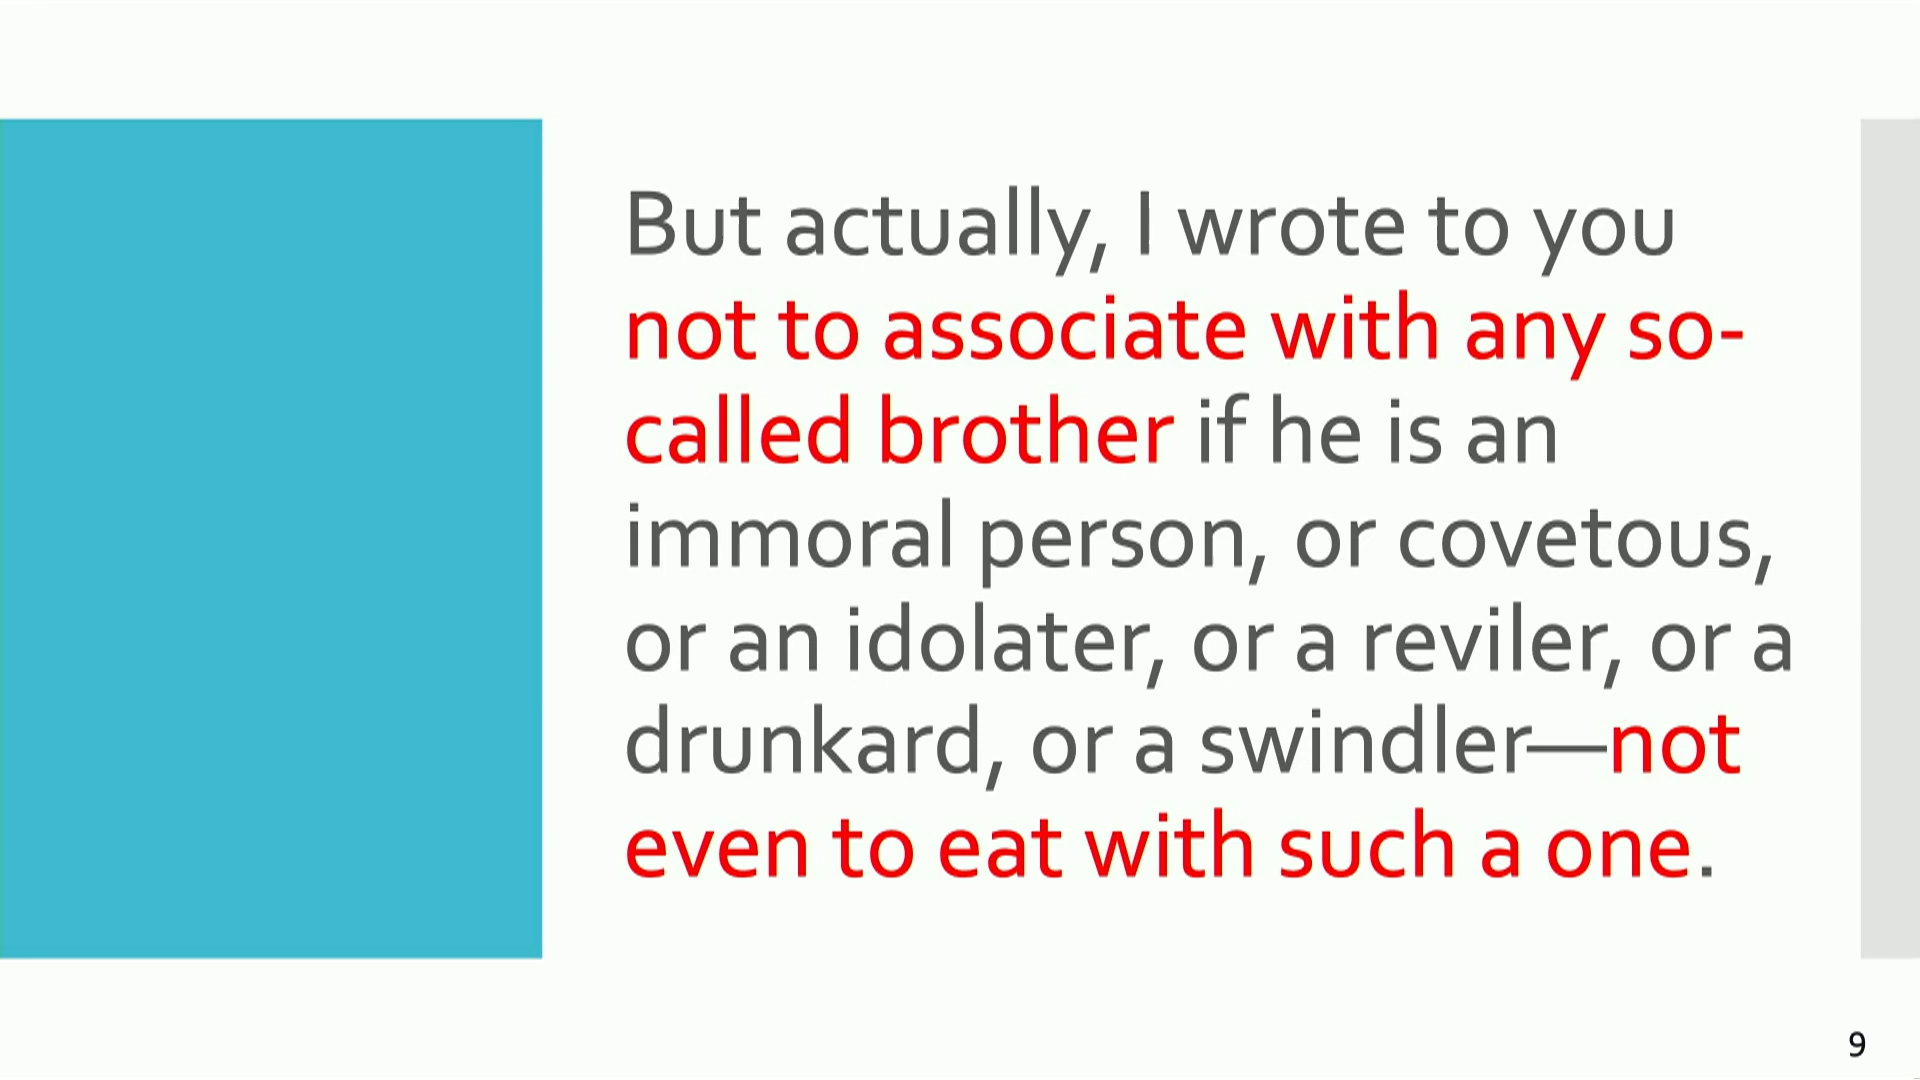 But actually, I wrote to you
not to associate with any so-
called brother if he is an
immoral person, or covetous,
or an idolater, or a reviler, or a
drunkard, or a swindler—not
even to eat with such a one.
9